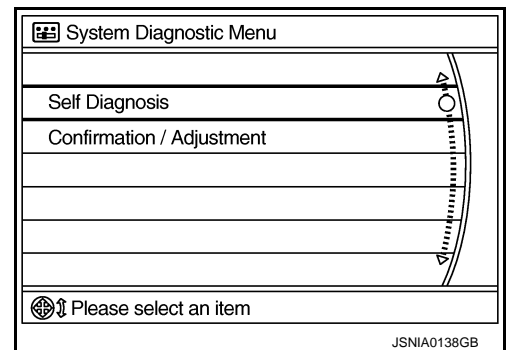 System Diagnostic Menu
Self Diagnosis
Confirmation / Adjustment
Please select an item
JSNIA0138GB